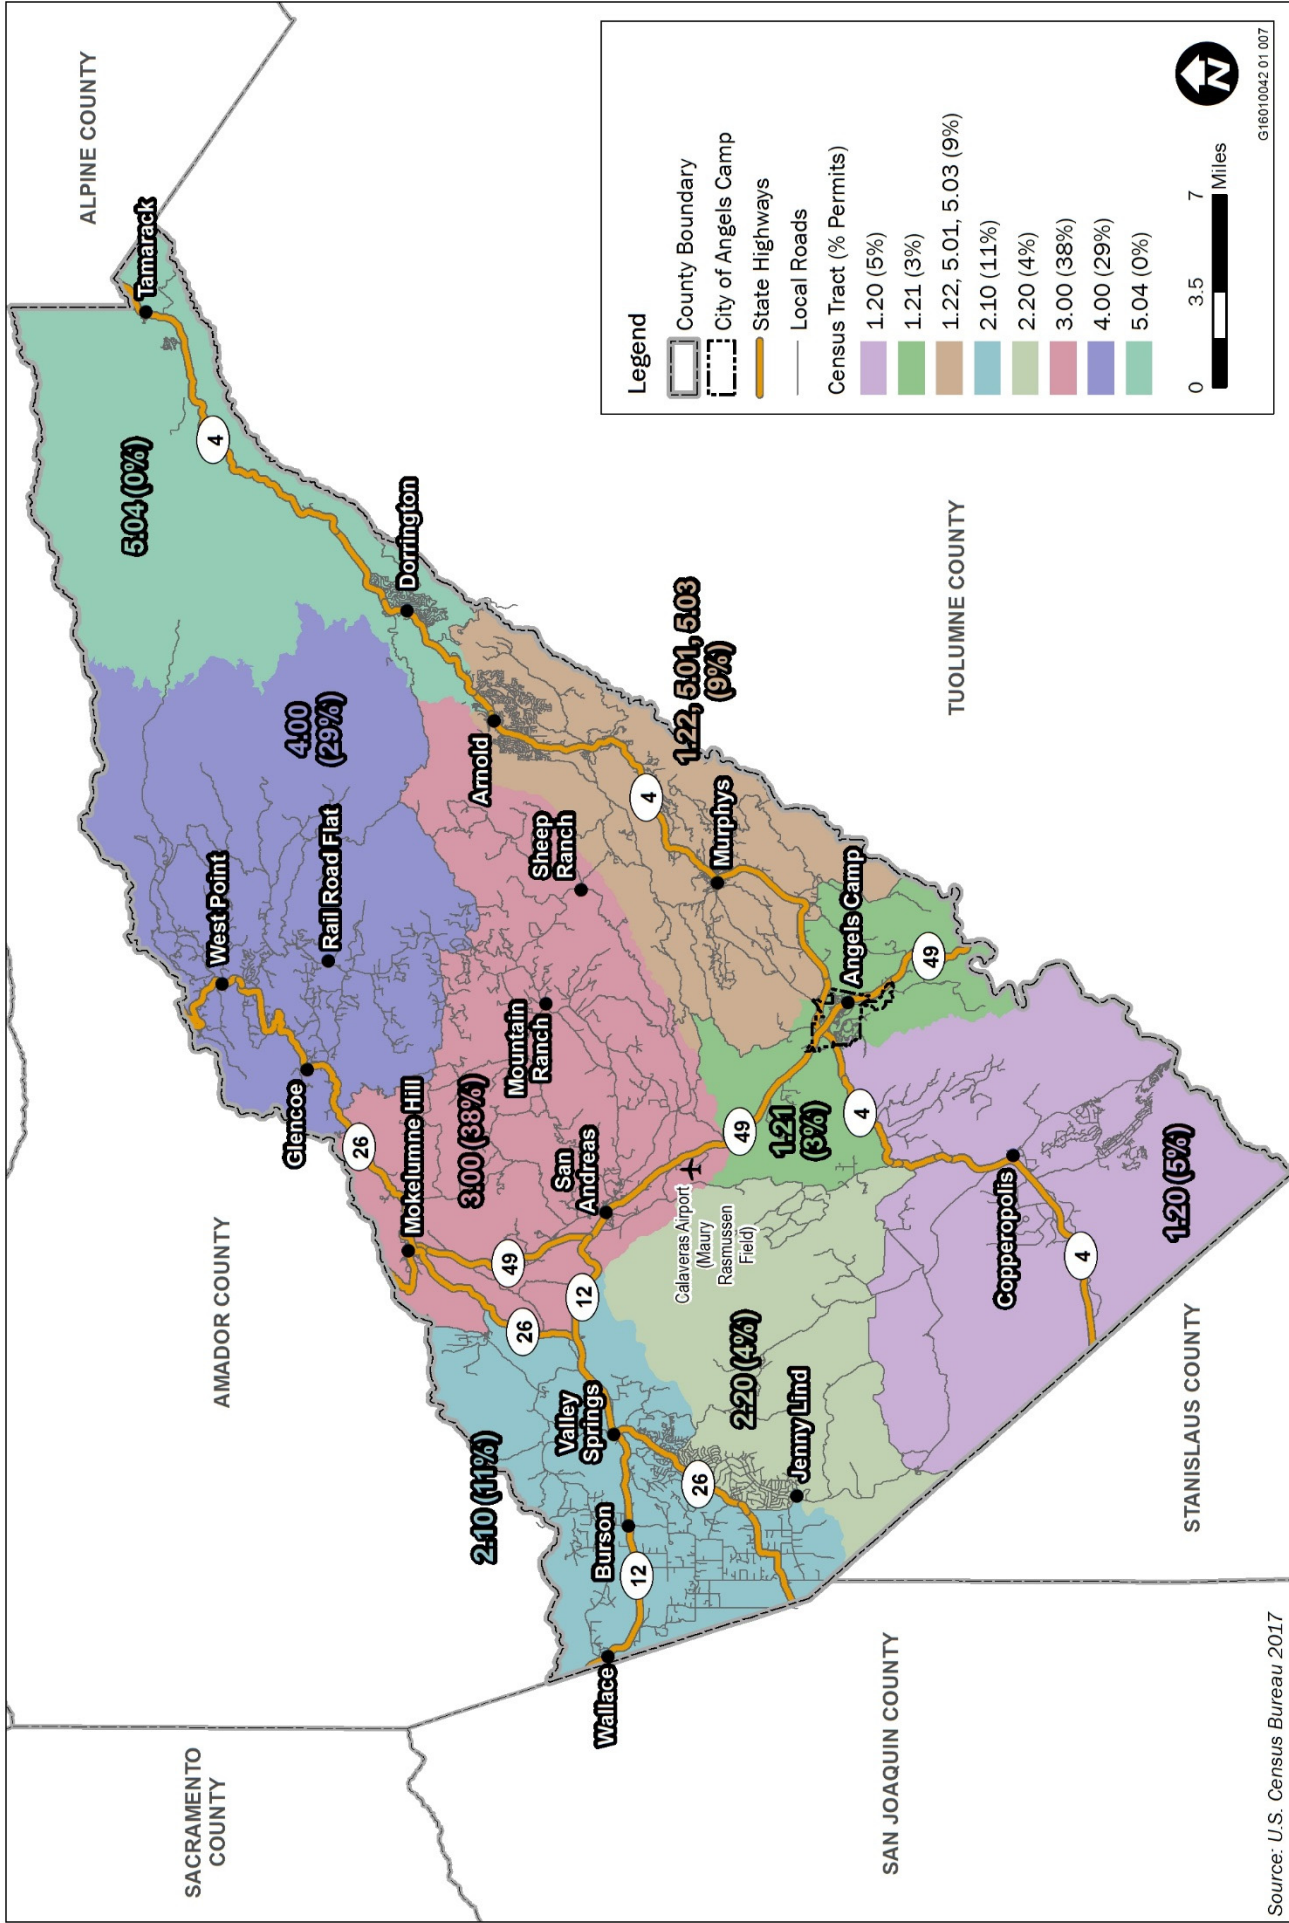 ALPINE COUNTY
Tamarack
5.04 (0%)
4
Dorrington
4.00
(29%)
West Point
Rail Road Flat
Arnold
Glencoe
26
Mokelumne Hill
3.00 (38%)
Mountain
Ranch
Sheep
Ranch
1.22, 5.01, 5.03
(9%)
4
Murphys
TUOLUMNE COUNTY
AMADOR COUNTY
San
Andreas
49
12
26
Calaveras Airport
(Maury
Rasmussen
Field)
49
1.21
(3%)
Angels Camp
49
4
2.10 (11%)
Valley
Springs
Burson
12
Wallace
26
2.20 (4%)
Jenny Lind
Copperopolis
4
1.20 (5%)
STANISLAUS COUNTY
SACRAMENTO
COUNTY
SAN JOAQUIN COUNTY
Legend
County Boundary
City of Angels Camp
State Highways
Local Roads
Census Tract (% Permits)
1.20 (5%)
1.21 (3%)
1.22, 5.01, 5.03 (9%)
2.10 (11%)
2.20 (4%)
3.00 (38%)
4.00 (29%)
5.04 (0%)
0 3.5 7
Miles
N
G16010042 01 007
Source: U.S. Census Bureau 2017